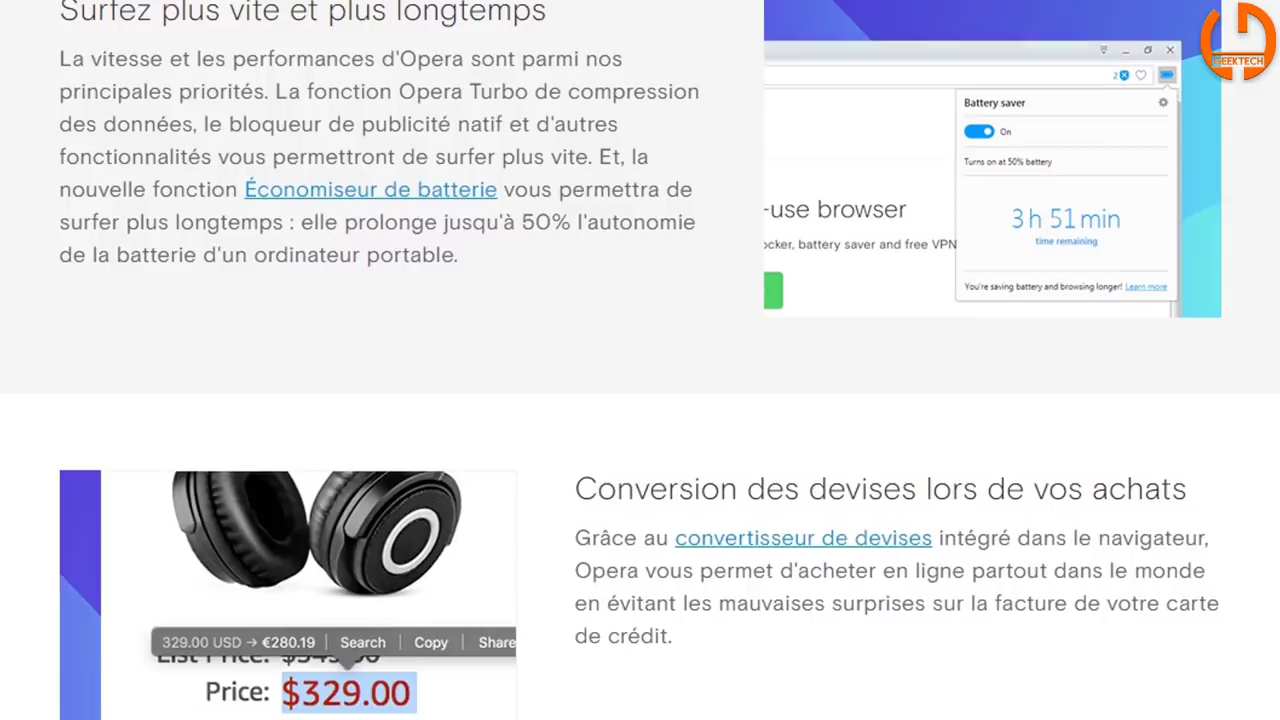 Surfez plus vite et plus longtemps
La vitesse et les performances d'Opera sont parmi nos
principales priorités. La fonction Opera Turbo de compression
des données, le bloqueur de publicité natif et d'autres
fonctionnalités vous permettront de surfer plus vite. Et, la
nouvelle fonction Économiseur de batterie vous permettra de
surfer plus longtemps : elle prolonge jusqu'à 50% l'autonomie
de la batterie d'un ordinateur portable.
GEEKTECH
2
Battery saver
On
Turns on at 50% battery
-use browser
3 h 51 min
time remaining
ocker, battery saver and free VPN
You're saving battery and browsing longer! Learn more
Conversion des devises lors de vos achats
Grâce au convertisseur de devises intégré dans le navigateur,
Opera vous permet d'acheter en ligne partout dans le monde
en évitant les mauvaises surprises sur la facture de votre carte
de crédit.
329.00 USD → €280.19 | Search | Copy | Share
List Price: $349.00
Price: $329.00